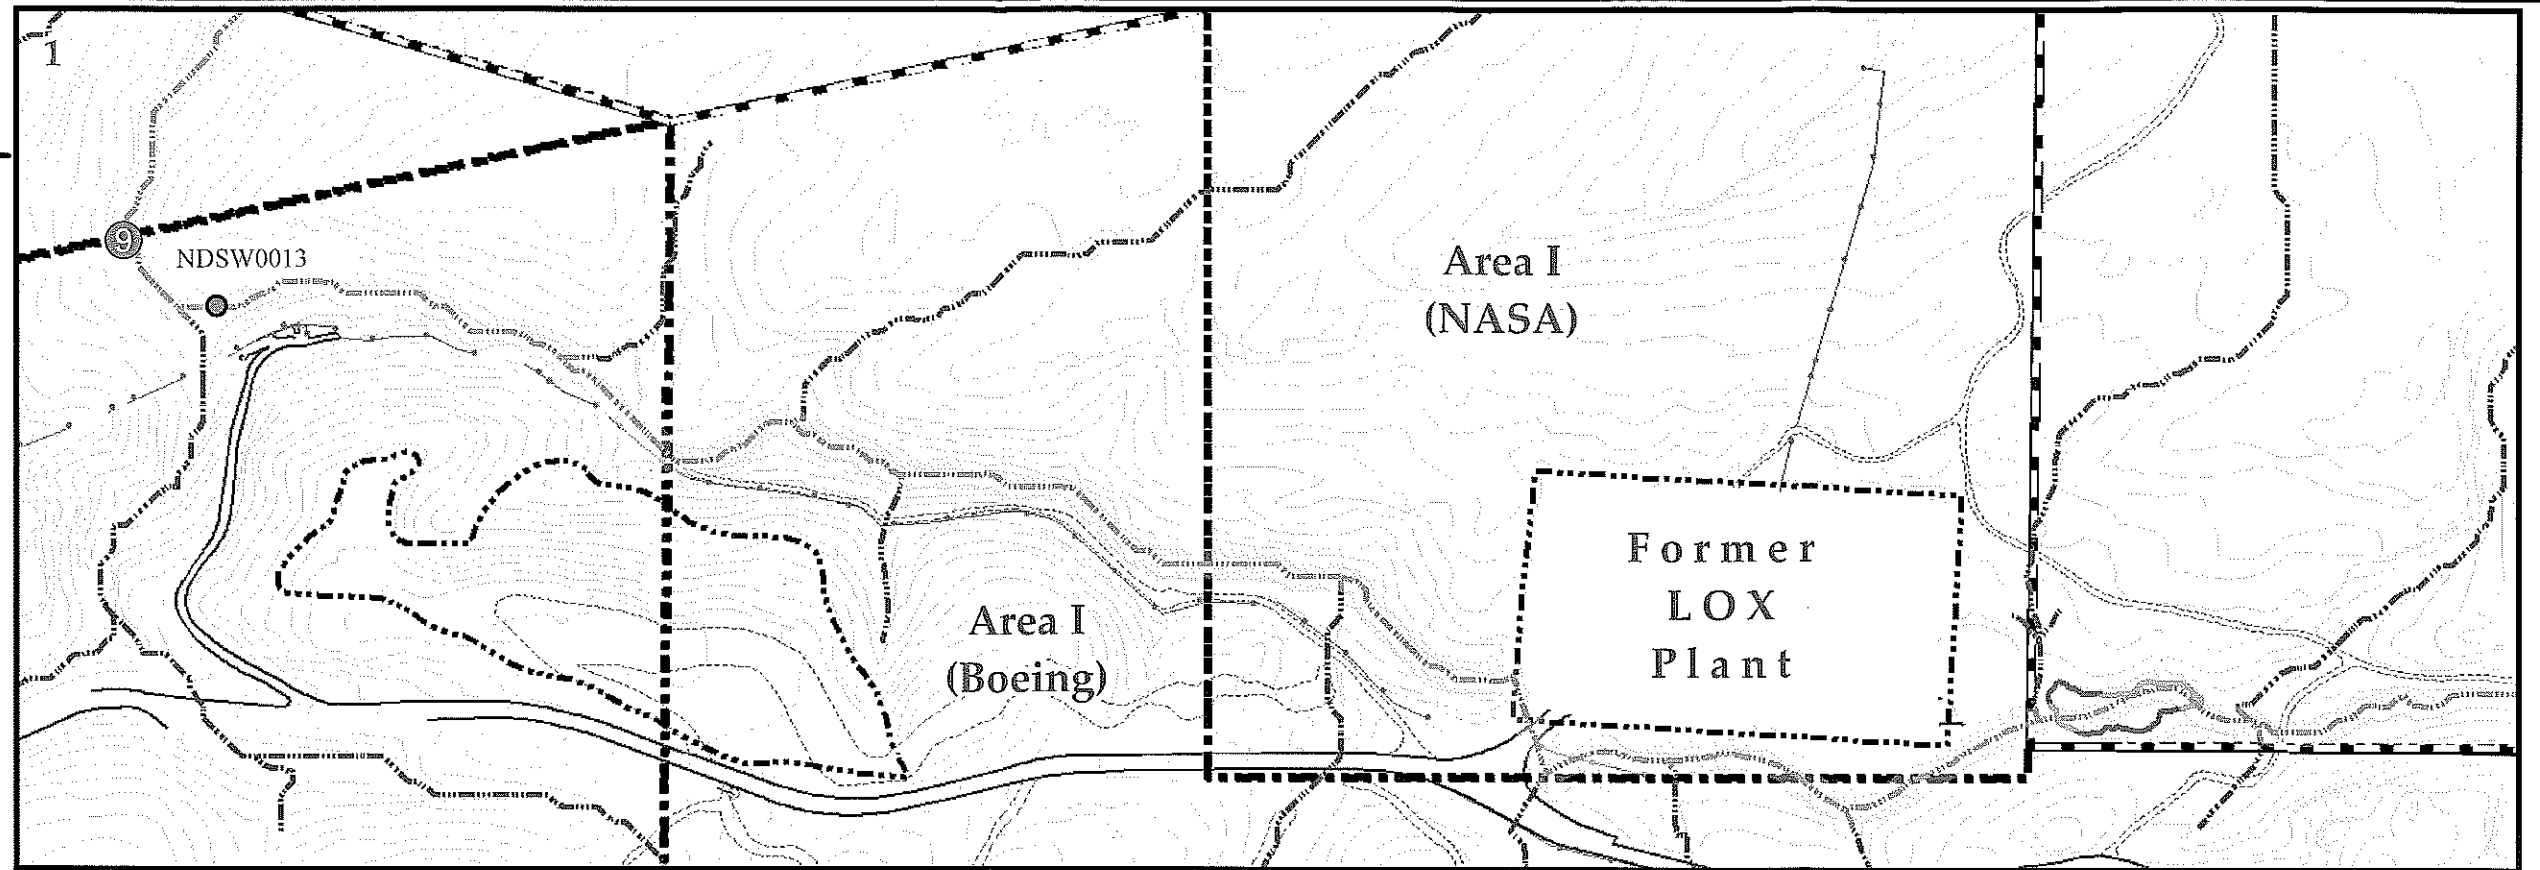 1
9
NDSW0013
Area I
(NASA)
Former
LOX
Plant
Area I
(Boeing)